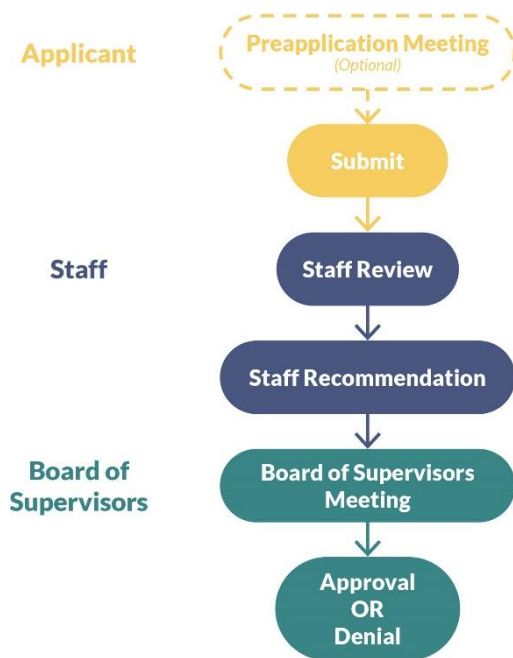 Applicant
Preapplication Meeting
(Optional)
Submit
Staff
Staff Review
Staff Recommendation
Board of
Supervisors
Board of Supervisors
Meeting
Approval
OR
Denial